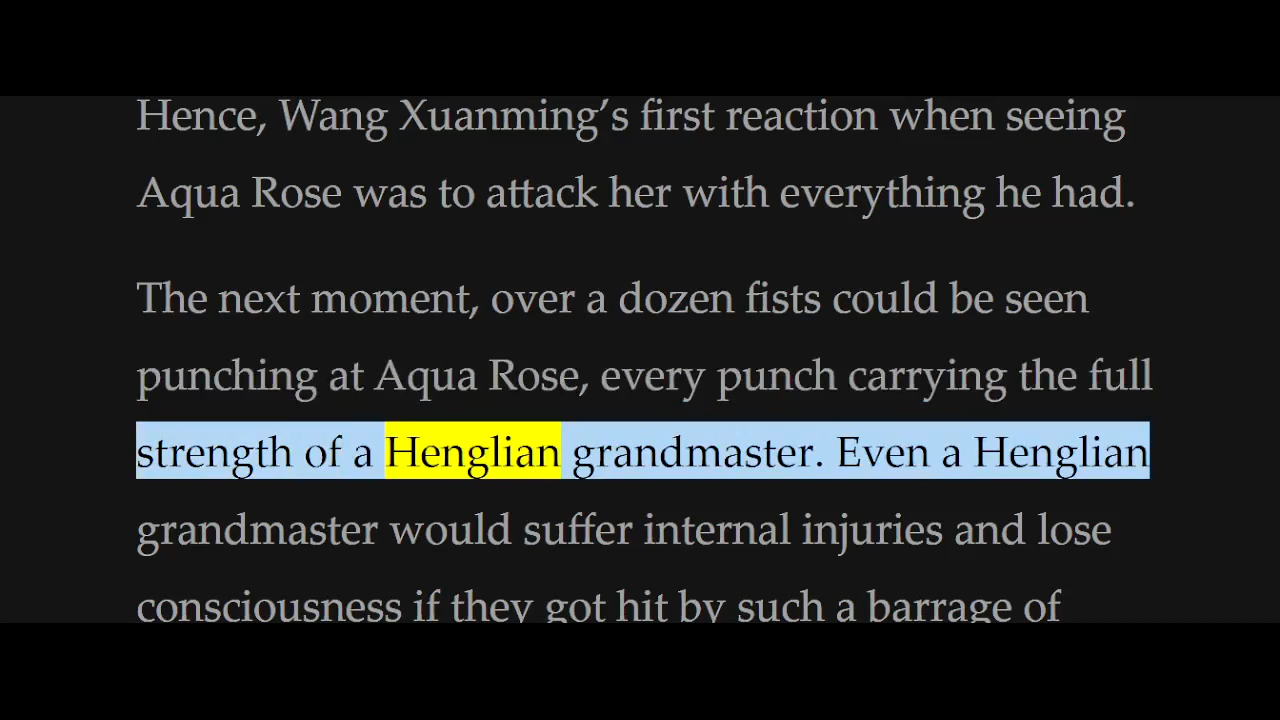 Hence, Wang Xuanming’s first reaction when seeing
Aqua Rose was to attack her with everything he had.
The next moment, over a dozen fists could be seen
punching at Aqua Rose, every punch carrying the full
strength of a Henglian grandmaster. Even a Henglian
grandmaster would suffer internal injuries and lose
consciousness if they got hit by such a barrage of